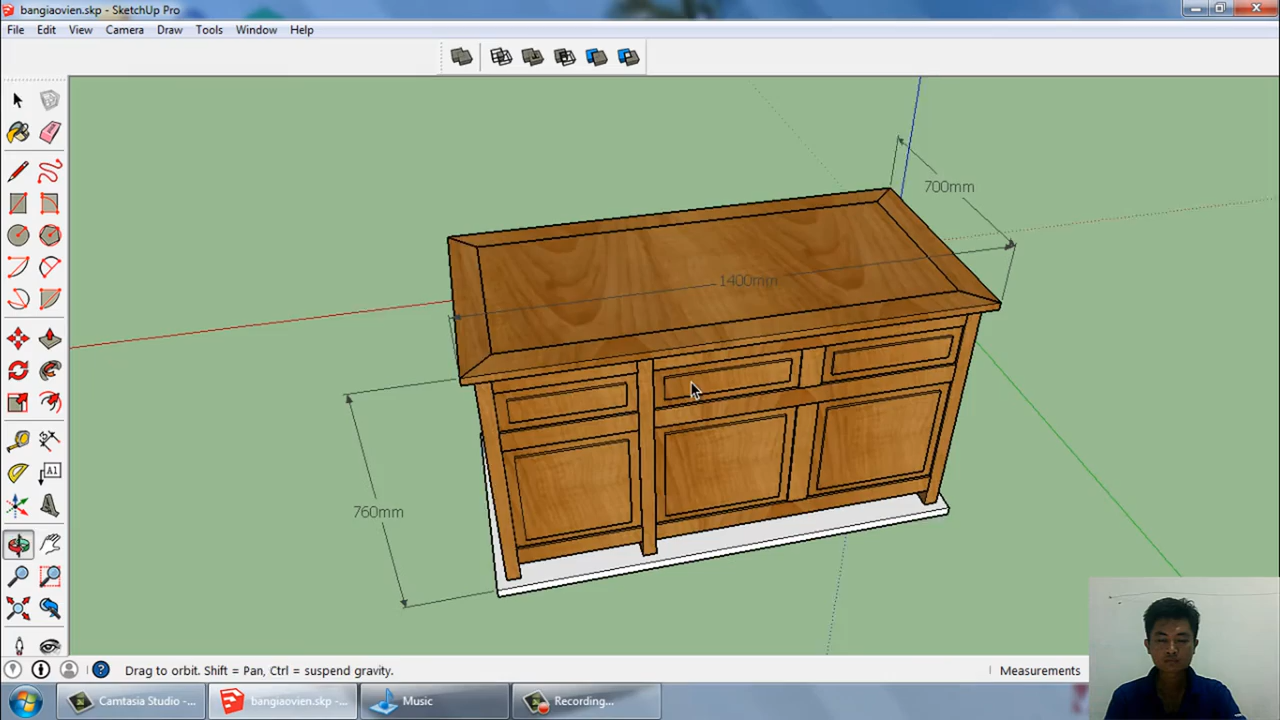 bangiaovien.skp - SketchUp Pro
File Edit View Camera Draw Tools Window Help
A1
700mm
1400mm
760mm
Drag to orbit. Shift = Pan, Ctrl = suspend gravity.
Measurements
Camtasia Studio -...
bangiaovien.skp -...
Music
Recording...